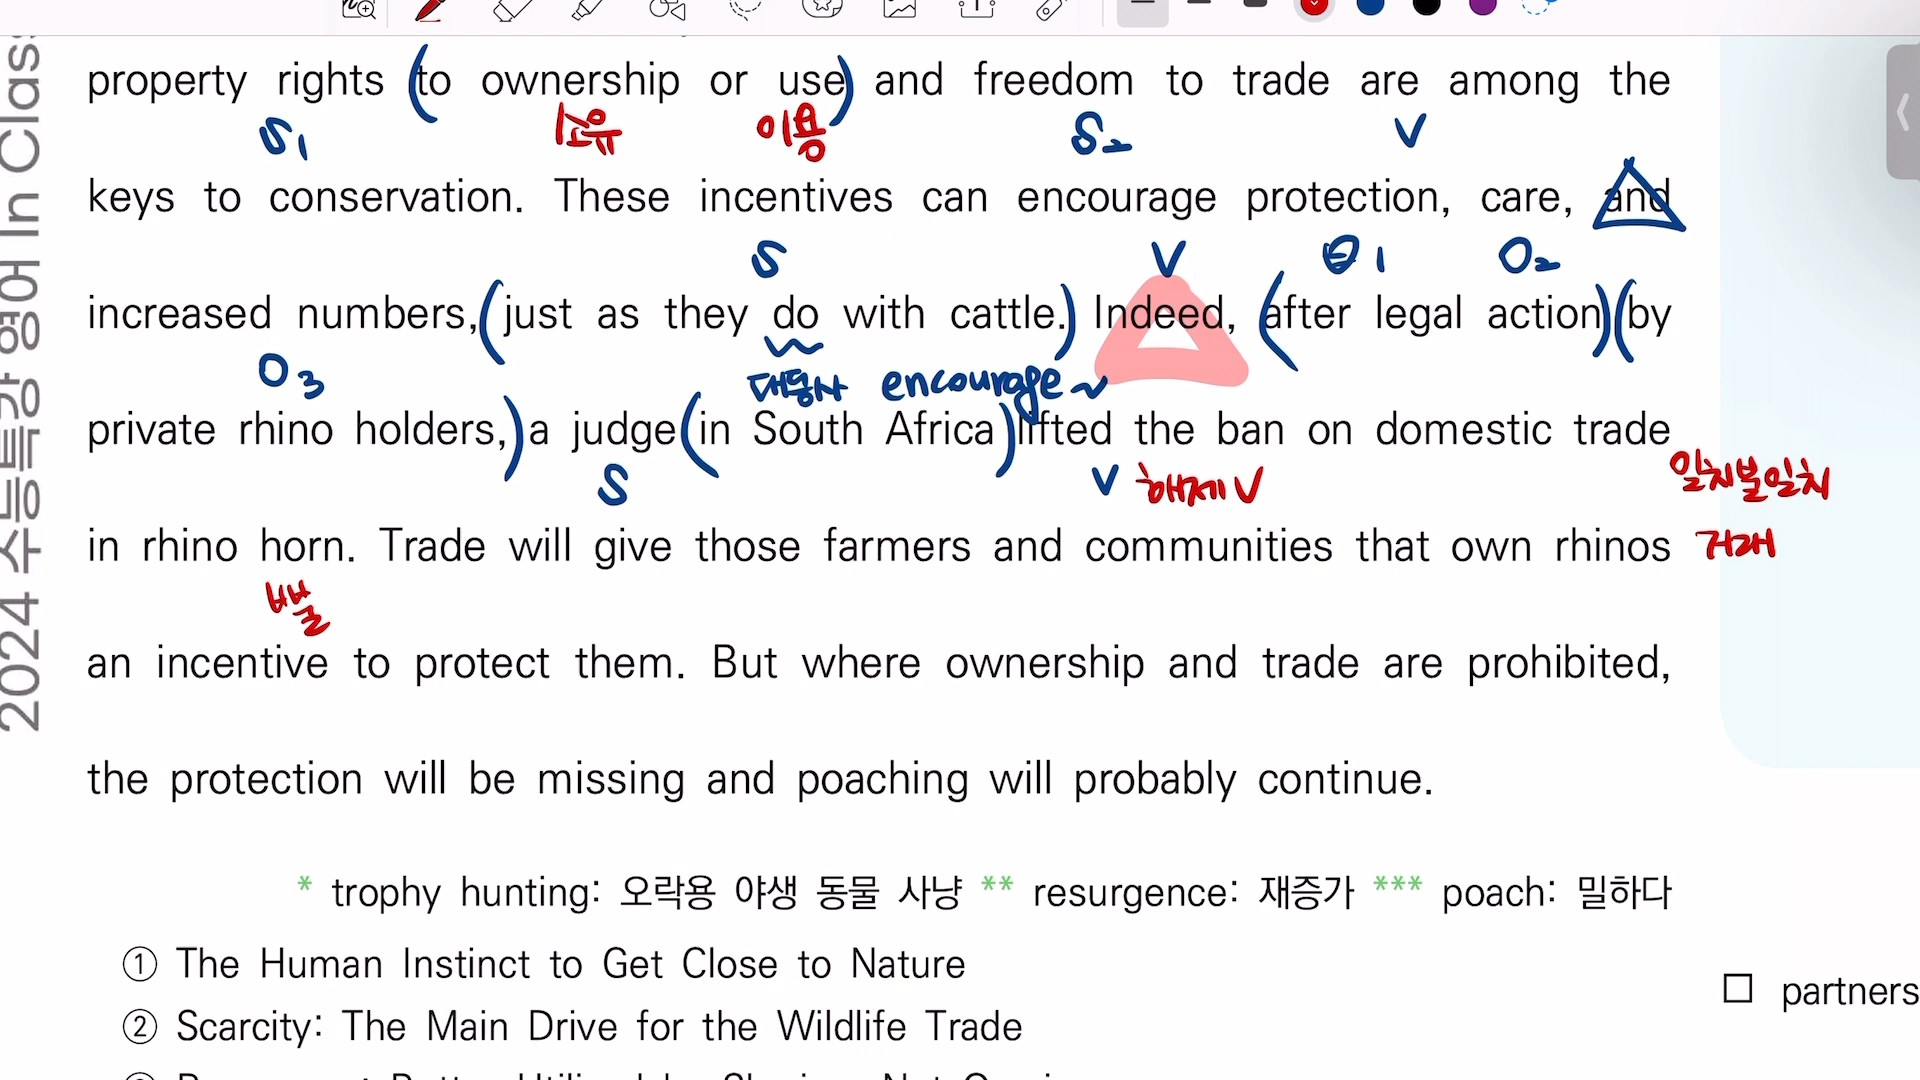 property rights (to ownership or use) and freedom to trade are among the
S₁ 소유 이용 S₂ V
keys to conservation. These incentives can encourage protection, care, and
S V O₁ O₂
increased numbers, (just as they do with cattle.) Indeed, (after legal action) (by
O₃ 대동사 encourage~
private rhino holders,) a judge (in South Africa) lifted the ban on domestic trade
S V 해제V 일치불일치
in rhino horn. Trade will give those farmers and communities that own rhinos 거래
뿔
an incentive to protect them. But where ownership and trade are prohibited,
the protection will be missing and poaching will probably continue.
* trophy hunting: 오락용 야생 동물 사냥 ** resurgence: 재증가 *** poach: 밀하다
① The Human Instinct to Get Close to Nature
□ partners
② Scarcity: The Main Drive for the Wildlife Trade
2024 수능특강 영어 In Clas